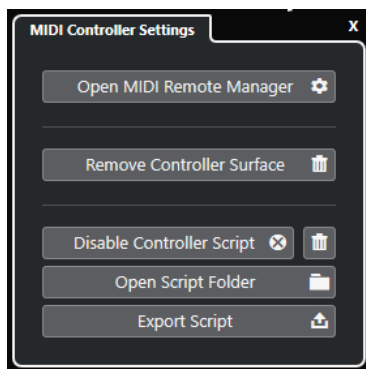 MIDI Controller Settings
X
Open MIDI Remote Manager
Remove Controller Surface
Disable Controller Script
Open Script Folder
Export Script